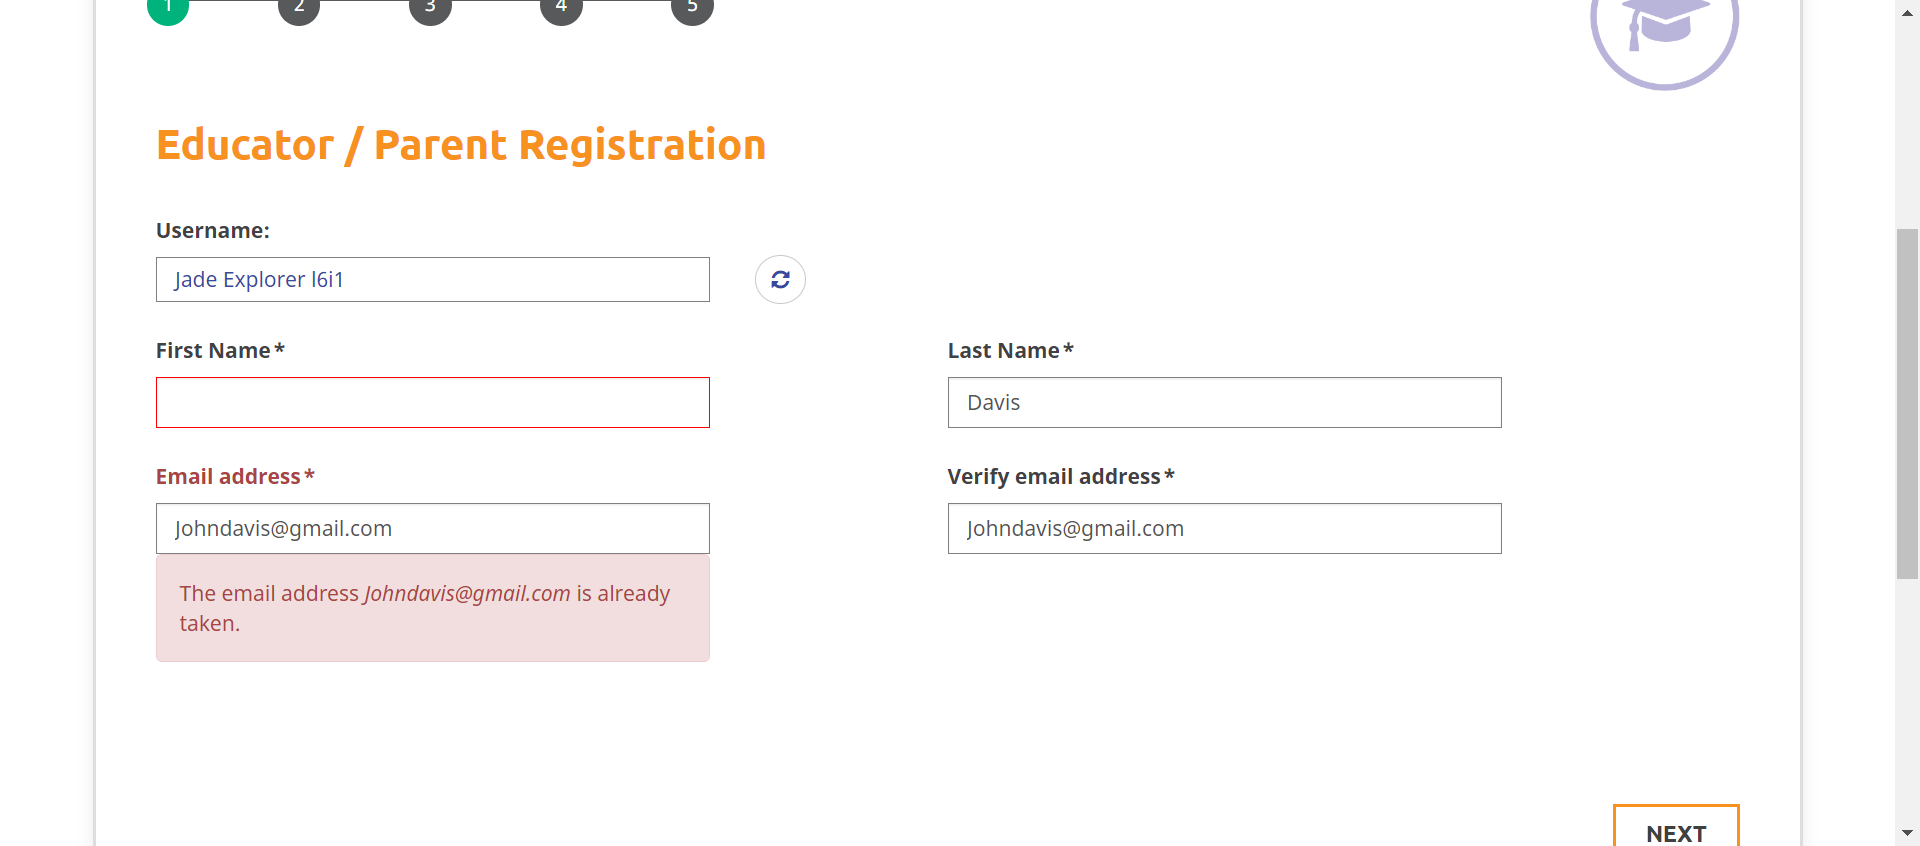 1 2 3 4 5
Educator / Parent Registration
Username:
Jade Explorer l6i1
First Name*
Last Name*
Davis
Email address*
Verify email address*
Johndavis@gmail.com
Johndavis@gmail.com
The email address Johndavis@gmail.com is already
taken.
NEXT